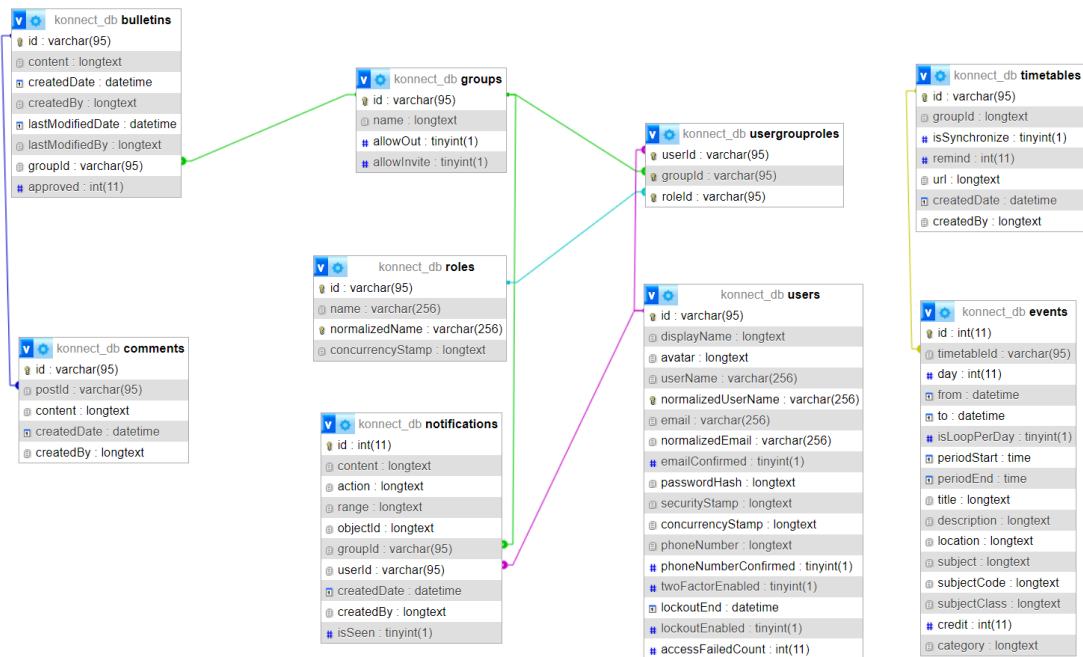 konnect_db bulletins
id : varchar(95)
content : longtext
createdDate : datetime
createdBy : longtext
lastModifiedDate : datetime
lastModifiedBy : longtext
groupId : varchar(95)
approved : int(11)
konnect_db groups
id : varchar(95)
name : longtext
allowOut : tinyint(1)
allowInvite : tinyint(1)
konnect_db usergrouproles
userId : varchar(95)
groupId : varchar(95)
roleId : varchar(95)
konnect_db timetables
id : varchar(95)
groupId : longtext
isSynchronize : tinyint(1)
remind : int(11)
url : longtext
createdDate : datetime
createdBy : longtext
konnect_db roles
id : varchar(95)
name : varchar(256)
normalizedName : varchar(256)
concurrencyStamp : longtext
konnect_db comments
id : varchar(95)
postId : varchar(95)
content : longtext
createdDate : datetime
createdBy : longtext
konnect_db notifications
id : int(11)
content : longtext
action : longtext
range : longtext
objectId : longtext
groupId : varchar(95)
userId : varchar(95)
createdDate : datetime
createdBy : longtext
isSeen : tinyint(1)
konnect_db users
id : varchar(95)
displayName : longtext
avatar : longtext
userName : varchar(256)
normalizedUserName : varchar(256)
email : varchar(256)
normalizedEmail : varchar(256)
emailConfirmed : tinyint(1)
passwordHash : longtext
securityStamp : longtext
concurrencyStamp : longtext
phoneNumber : longtext
phoneNumberConfirmed : tinyint(1)
twoFactorEnabled : tinyint(1)
lockoutEnd : datetime
lockoutEnabled : tinyint(1)
accessFailedCount : int(11)
konnect_db events
id : int(11)
timetableId : varchar(95)
day : int(11)
from : datetime
to : datetime
isLoopPerDay : tinyint(1)
periodStart : time
periodEnd : time
title : longtext
description : longtext
location : longtext
subject : longtext
subjectCode : longtext
subjectClass : longtext
credit : int(11)
category : longtext